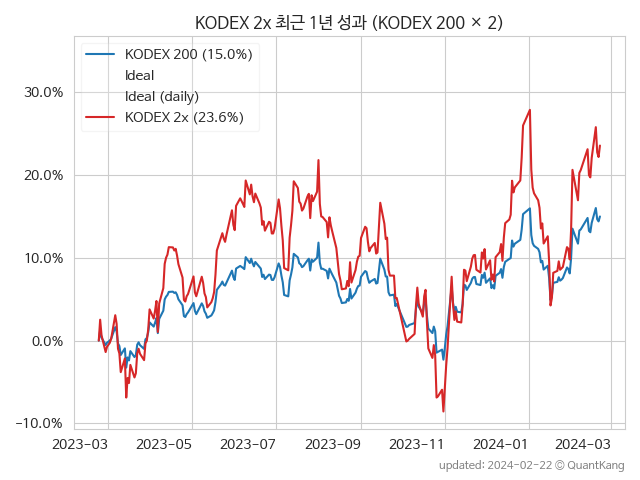 KODEX 2x 최근 1년 성과 (KODEX 200 × 2)
KODEX 200 (15.0%)
Ideal
Ideal (daily)
KODEX 2x (23.6%)
30.0%
20.0%
10.0%
0.0%
-10.0%
2023-03 2023-05 2023-07 2023-09 2023-11 2024-01 2024-03
updated: 2024-02-22 © QuantKang